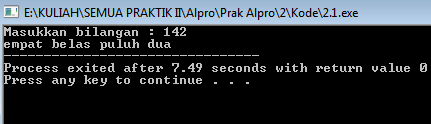 E:\KULIAH\SEMUA PRAKTIK II\Alpro\Prak Alpro\2\Kode\2.1.exe
Masukkan bilangan : 142
empat belas puluh dua
--------------------------------
Process exited after 7.49 seconds with return value 0
Press any key to continue . . .